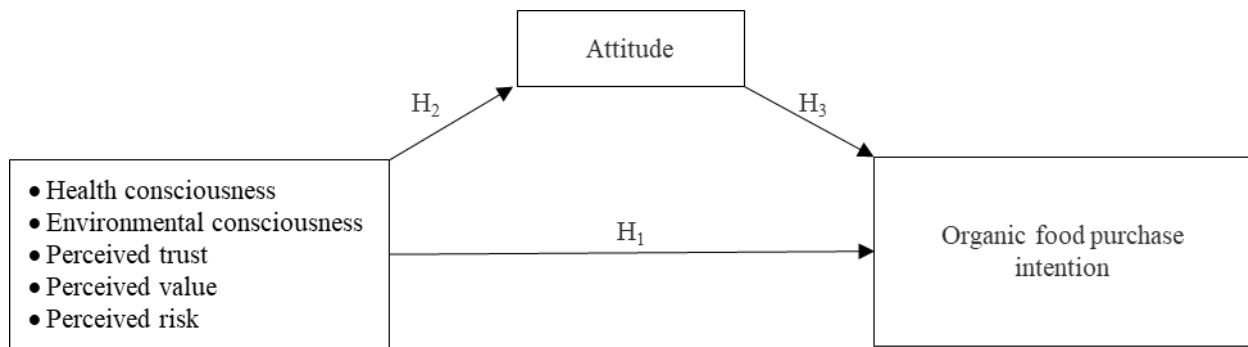 Attitude
H₂
H₃
• Health consciousness
• Environmental consciousness
• Perceived trust
• Perceived value
• Perceived risk
H₁
Organic food purchase
intention